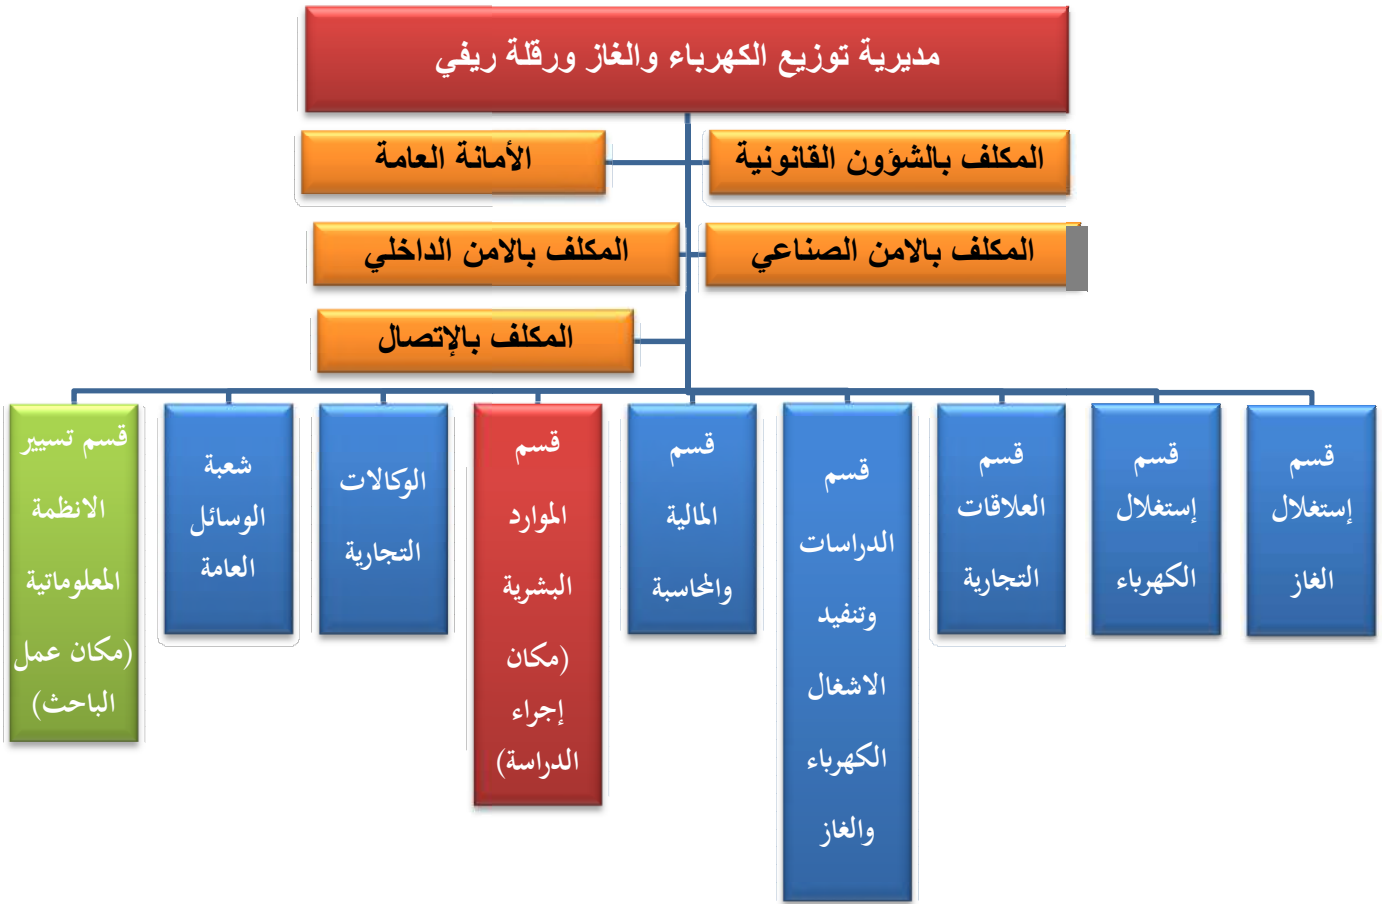 مديرية توزيع الكهرباء والغاز ورقلة ريفي
المكلف بالشؤون القانونية
الأمانة العامة
المكلف بالامن الصناعي
المكلف بالامن الداخلي
المكلف بالإتصال
قسم
إستغلال
الغاز
قسم
إستغلال
الكهرباء
قسم
العلاقات
التجارية
قسم
الدراسات
وتنفيد
الاشغال
الكهرباء
والغاز
قسم
المالية
والمحاسبة
قسم
الموارد
البشرية
(مكان
إجراء
الدراسة)
الوكالات
التجارية
شعبة
الوسائل
العامة
قسم تسيير
الانظمة
المعلوماتية
(مكان عمل
الباحث)